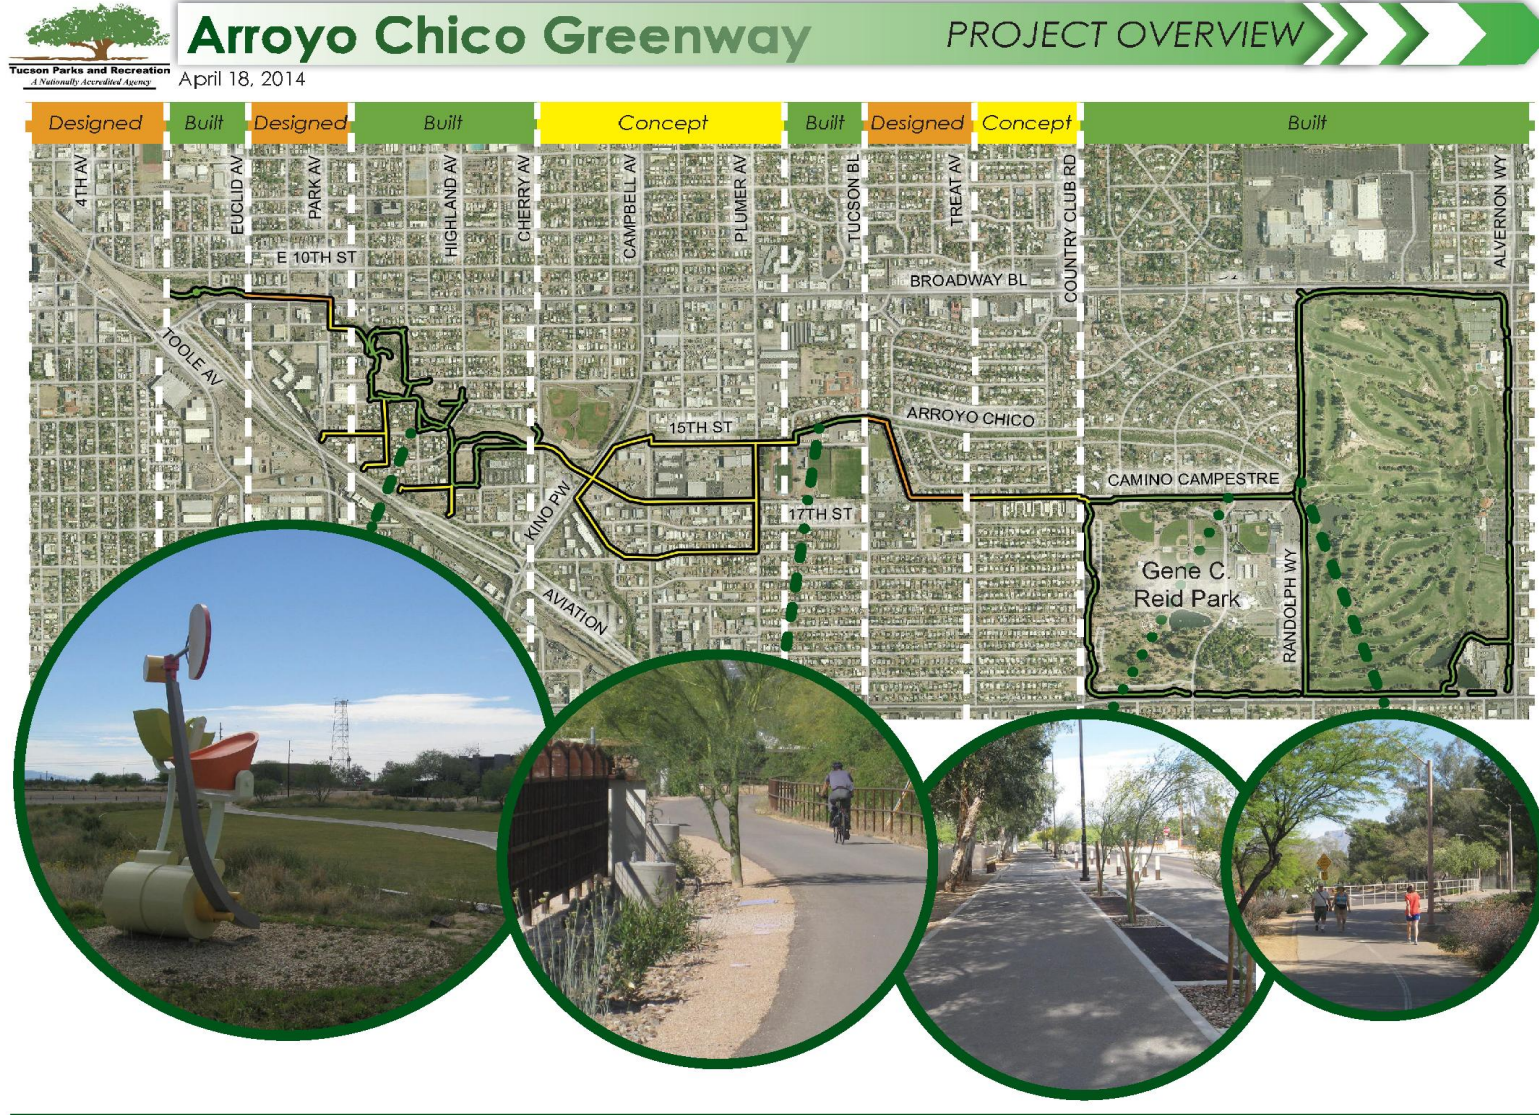 Arroyo Chico Greenway
PROJECT OVERVIEW
Tucson Parks and Recreation
A Nationally Accredited Agency
April 18, 2014
Designed
Built
Designed
Built
Concept
Built
Designed
Concept
Built
4TH AV
EUCLID AV
PARK AV
HIGHLAND AV
CHERRY AV
CAMPBELL AV
PLUMER AV
TUCSON BL
TREAT AV
COUNTRY CLUB RD
ALVERNON WY
E 10TH ST
BROADWAY BL
TOOLE AV
15TH ST
ARROYO CHICO
CAMINO CAMPESTRE
KINO PW
17TH ST
Gene C.
Reid Park
RANDOLPH WY
AVIATION